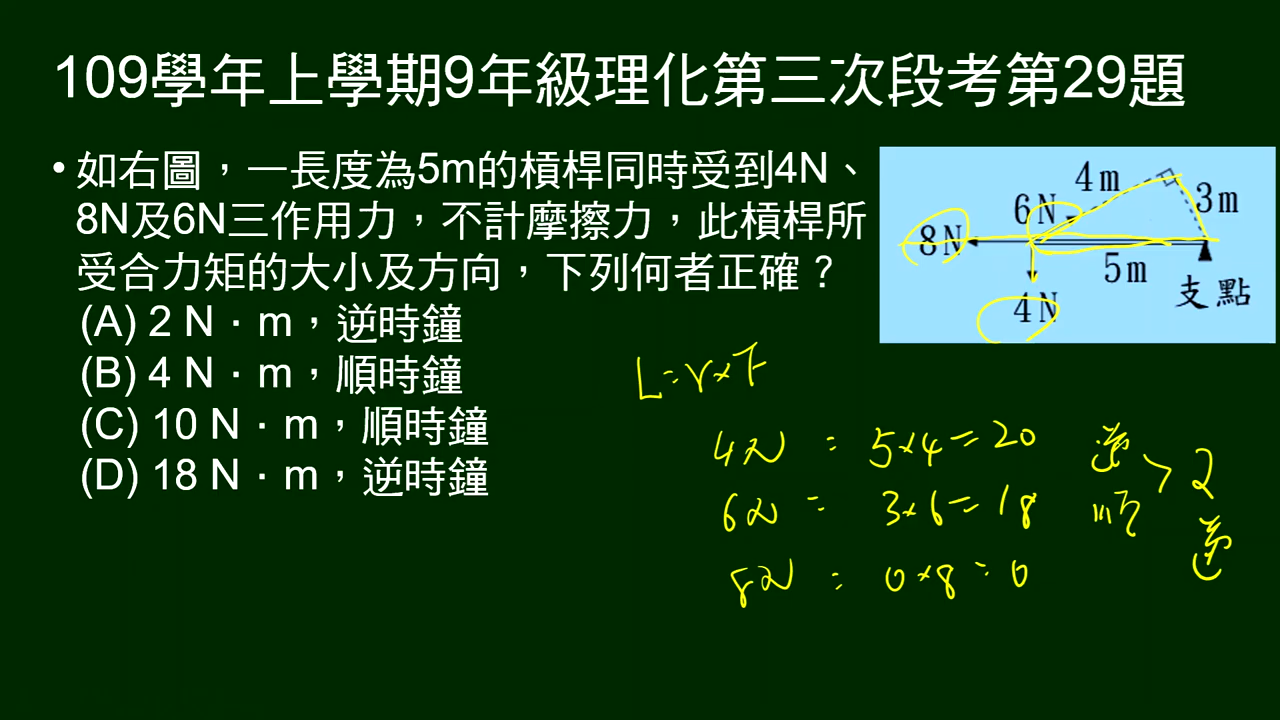 109學年上學期9年級理化第三次段考第29題
• 如右圖，一長度為5m的槓桿同時受到4N、
8N及6N三作用力，不計摩擦力，此槓桿所
受合力矩的大小及方向，下列何者正確？
(A) 2 N．m，逆時鐘
(B) 4 N．m，順時鐘
(C) 10 N．m，順時鐘
(D) 18 N．m，逆時鐘
4m
3m
6N
8N
5m
4N
支點
L=r×F
4N : 5×4=20 逆
6N : 3×6=18 順
> 2
逆
8N : 0×8=0